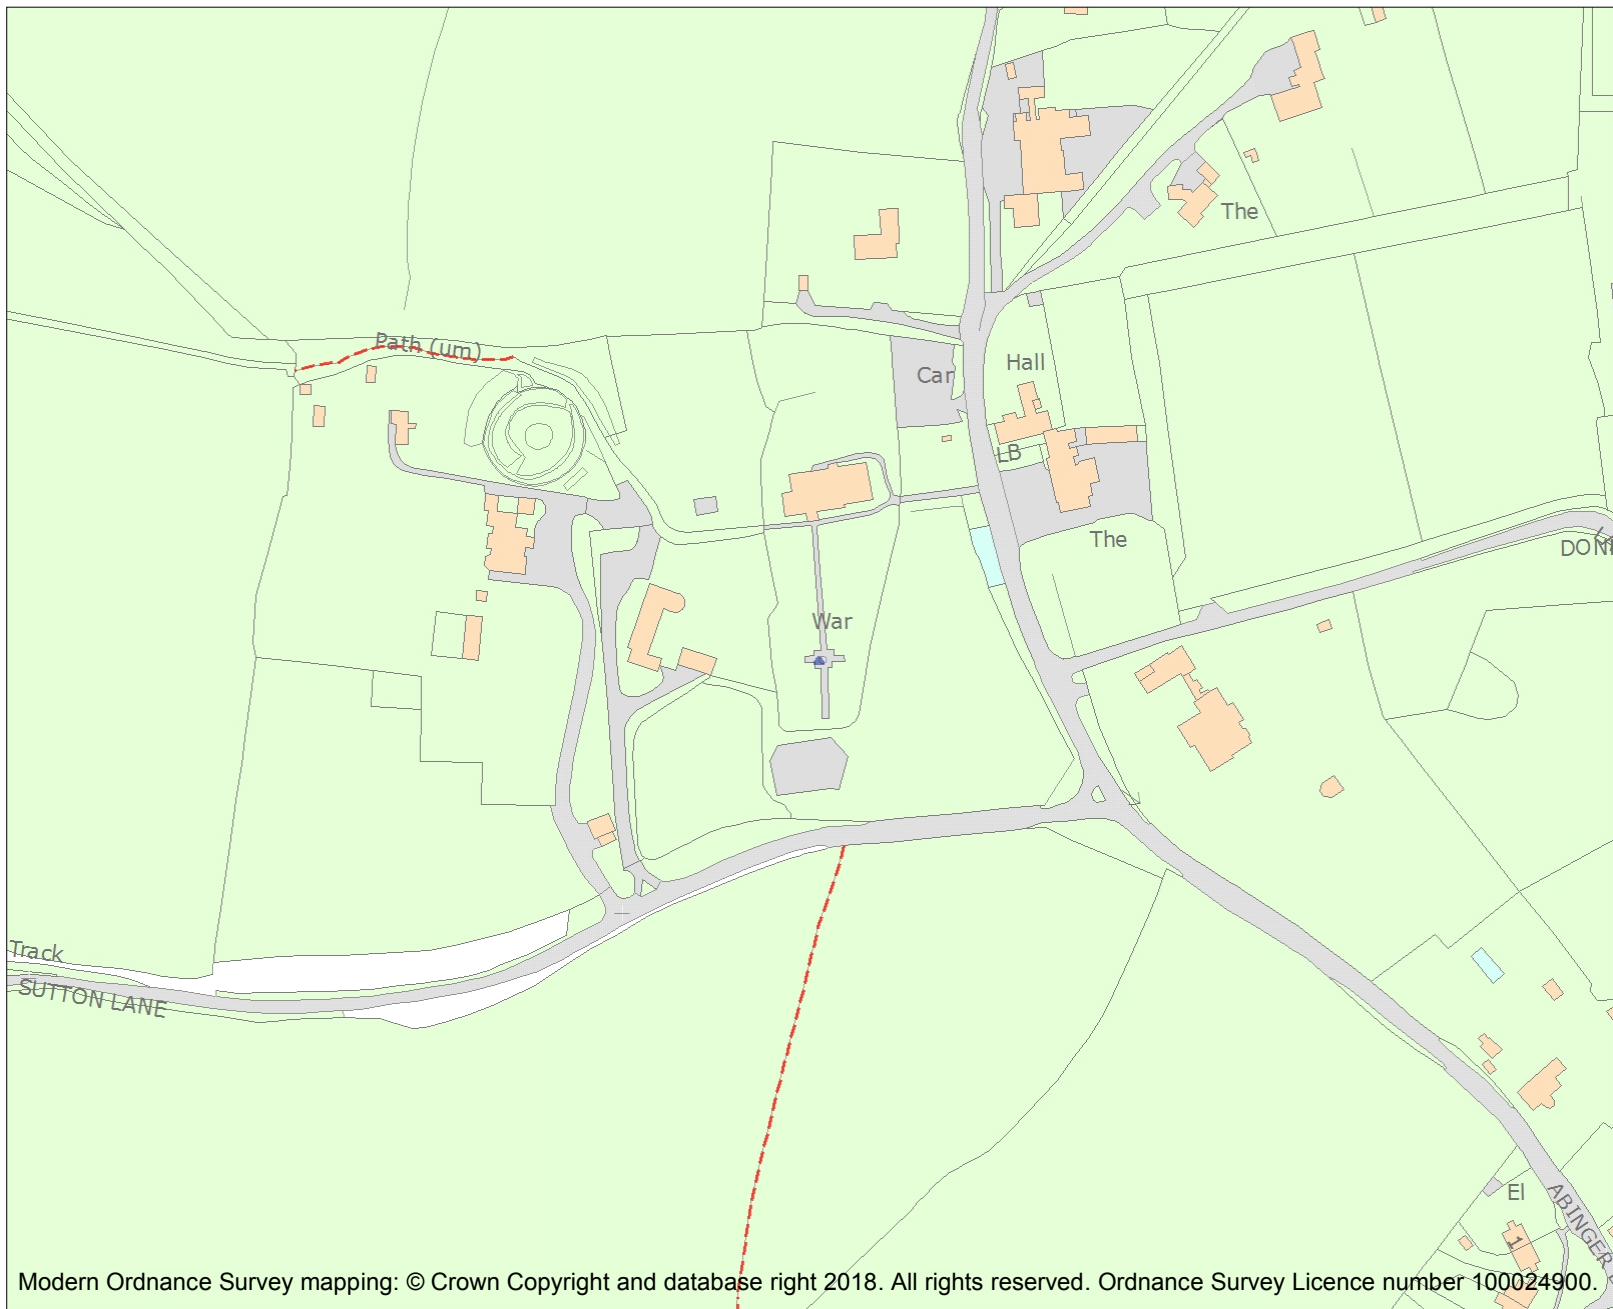 The
Path (um)
Hall
Car
LB
The
DON
War
Track
SUTTON LANE
El
ABINGER
1
Modern Ordnance Survey mapping: © Crown Copyright and database right 2018. All rights reserved. Ordnance Survey Licence number 100024900.